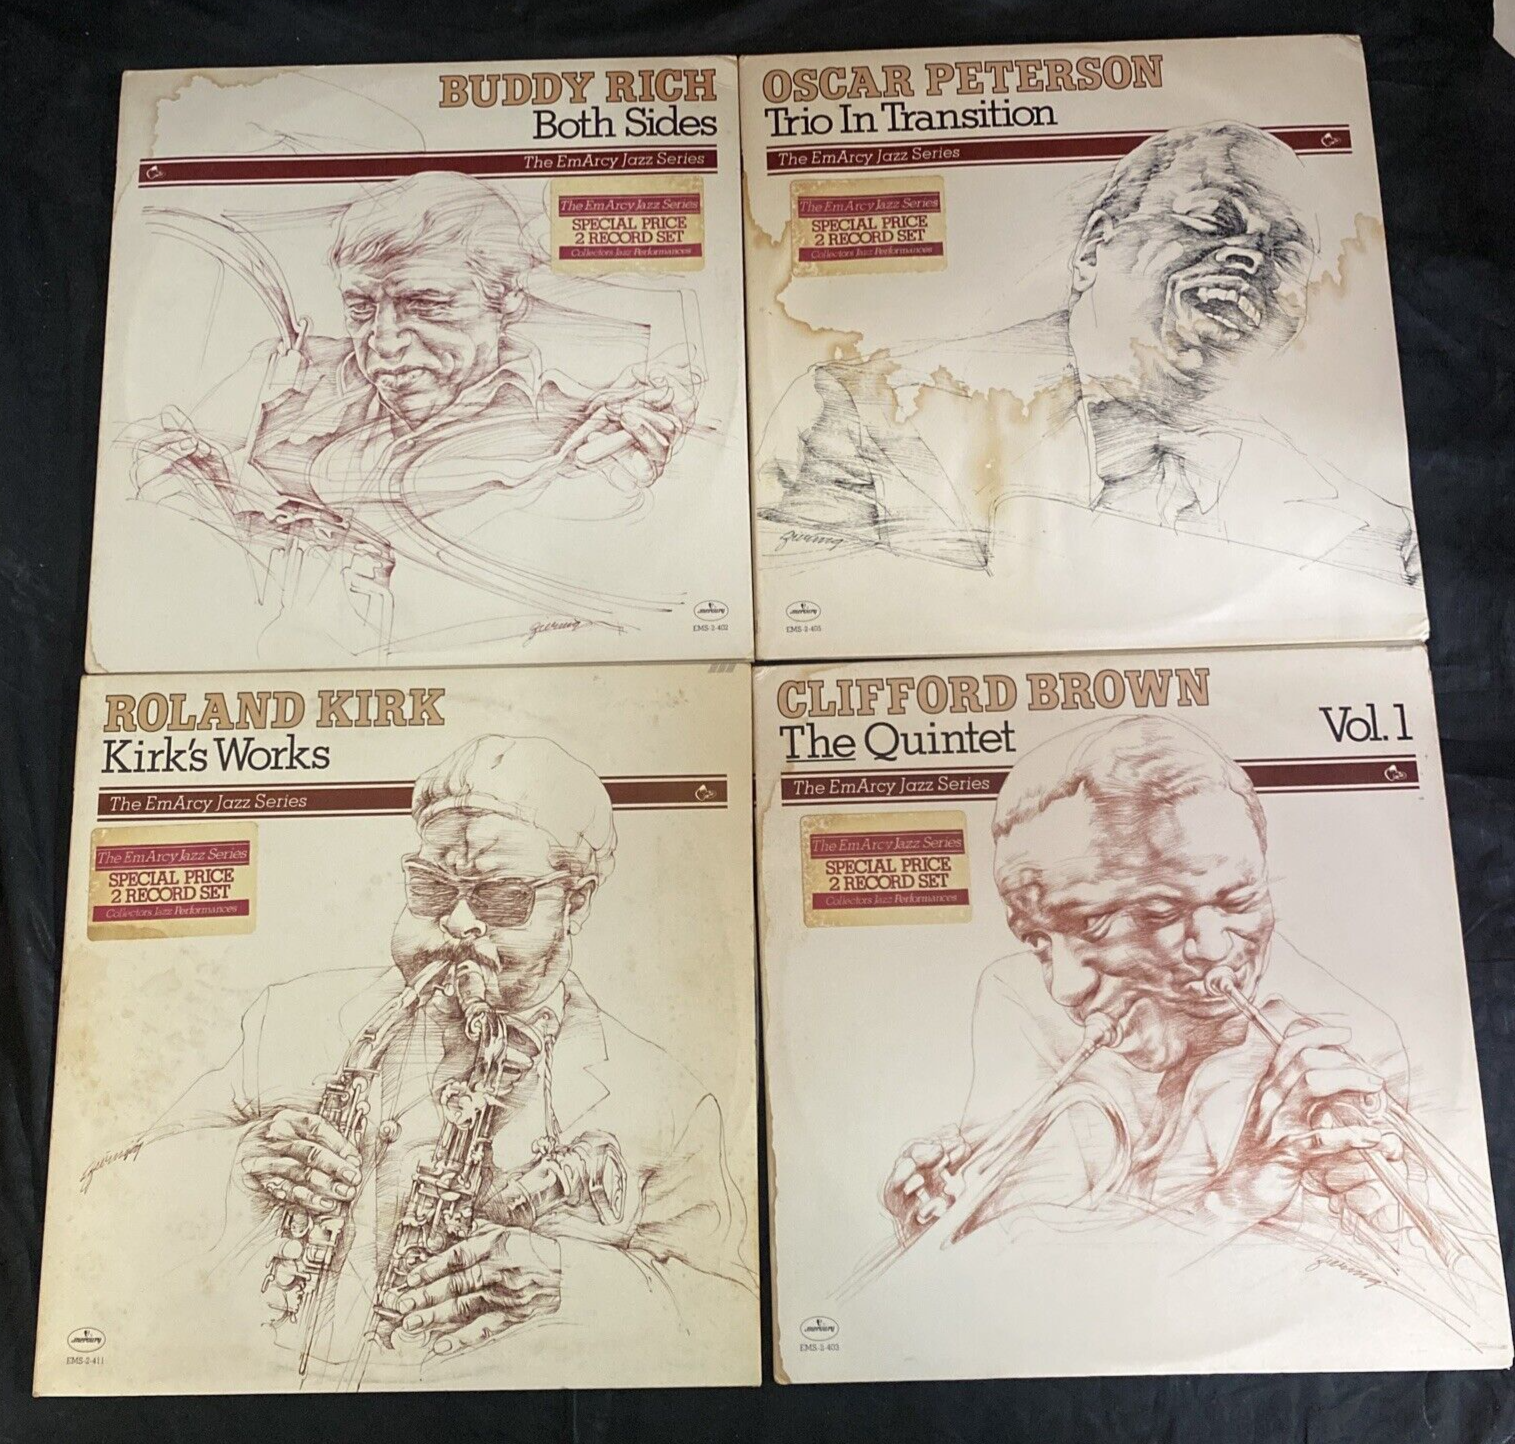 BUDDY RICH
Both Sides
The EmArcy Jazz Series
The EmArcy Jazz Series
SPECIAL PRICE
2 RECORD SET
Collectors Jazz Performances
mercury
EMS-2-402
OSCAR PETERSON
Trio In Transition
The EmArcy Jazz Series
The EmArcy Jazz Series
SPECIAL PRICE
2 RECORD SET
Collectors Jazz Performances
mercury
EMS-2-405
ROLAND KIRK
Kirk's Works
The EmArcy Jazz Series
The EmArcy Jazz Series
SPECIAL PRICE
2 RECORD SET
Collectors Jazz Performances
mercury
EMS-2-411
CLIFFORD BROWN
The Quintet
Vol. 1
The EmArcy Jazz Series
The EmArcy Jazz Series
SPECIAL PRICE
2 RECORD SET
Collectors Jazz Performances
mercury
EMS-2-403